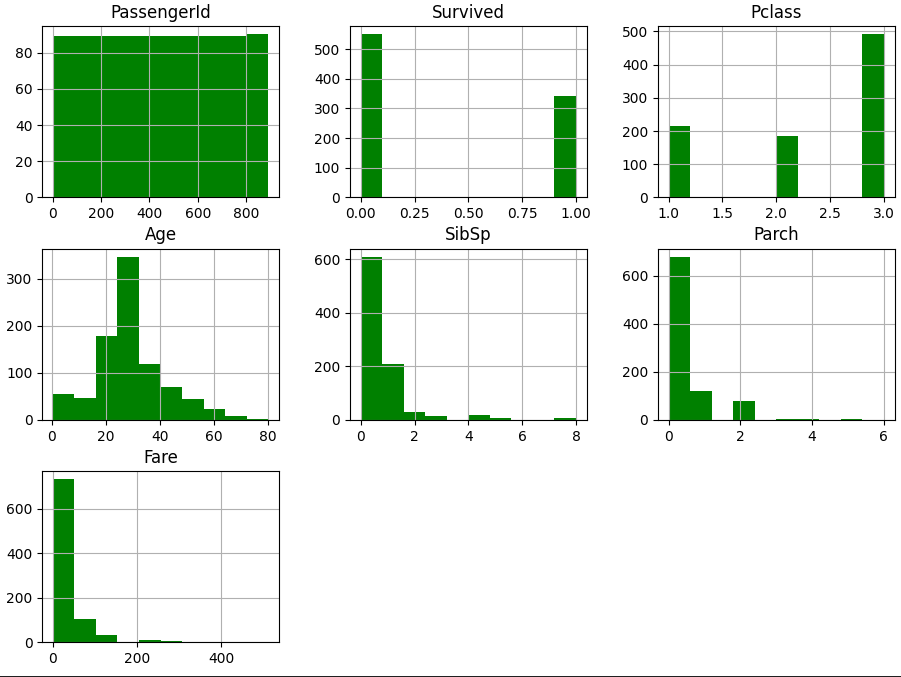 PassengerId Survived Pclass
80 500 500
60 400 400
40 300 300
20 200 200
0 100 100
0 0
0 200 400 600 800 0.00 0.25 0.50 0.75 1.00 1.0 1.5 2.0 2.5 3.0
Age SibSp Parch
300 600 600
200 400 400
100 200 200
0 0 0
0 20 40 60 80 0 2 4 6 8 0 2 4 6
Fare
600
400
200
0
0 200 400